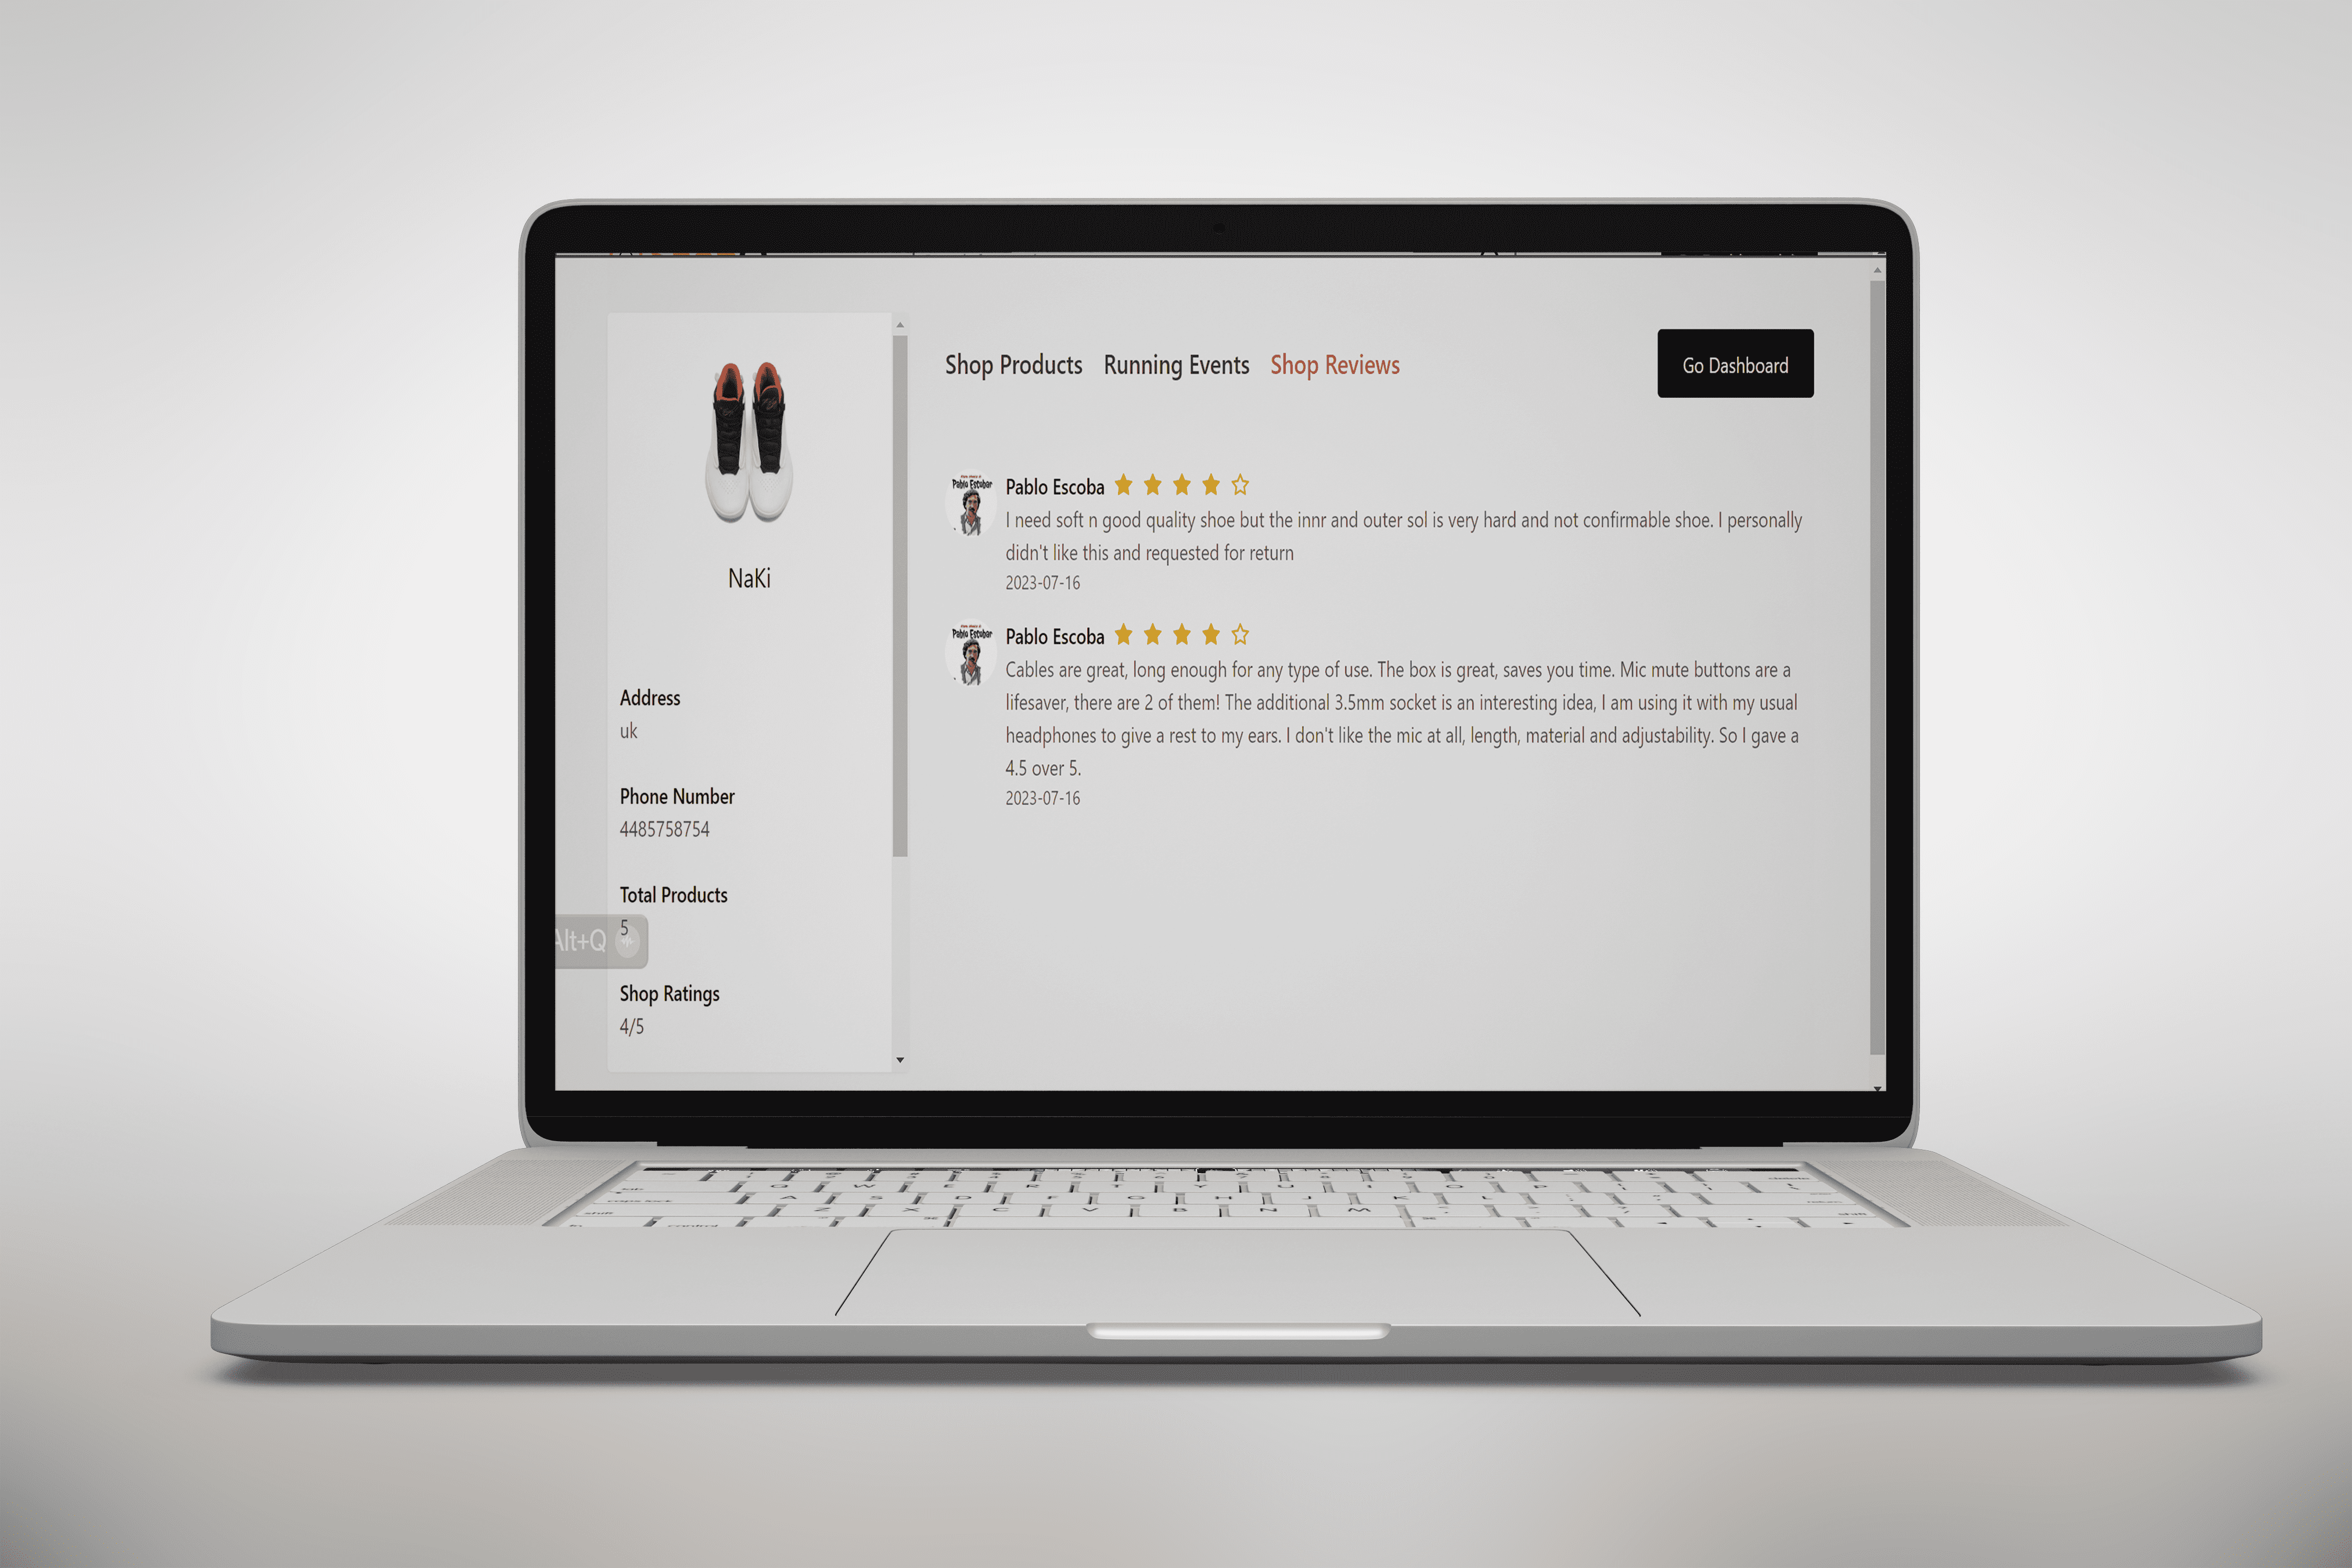 Shop Products Running Events Shop Reviews
Go Dashboard
NaKi
Address
uk
Phone Number
4485758754
Total Products
5
Alt+Q
Shop Ratings
4/5
Pablo Escobar
Pablo Escoba
I need soft n good quality shoe but the innr and outer sol is very hard and not confirmable shoe. I personally
didn't like this and requested for return
2023-07-16
Pablo Escobar
Pablo Escoba
Cables are great, long enough for any type of use. The box is great, saves you time. Mic mute buttons are a
lifesaver, there are 2 of them! The additional 3.5mm socket is an interesting idea, I am using it with my usual
headphones to give a rest to my ears. I don't like the mic at all, length, material and adjustability. So I gave a
4.5 over 5.
2023-07-16
Q W E R T Y U I O P
caps lock A S D F G H J K L
shift Z X C V B N M shift
fn control